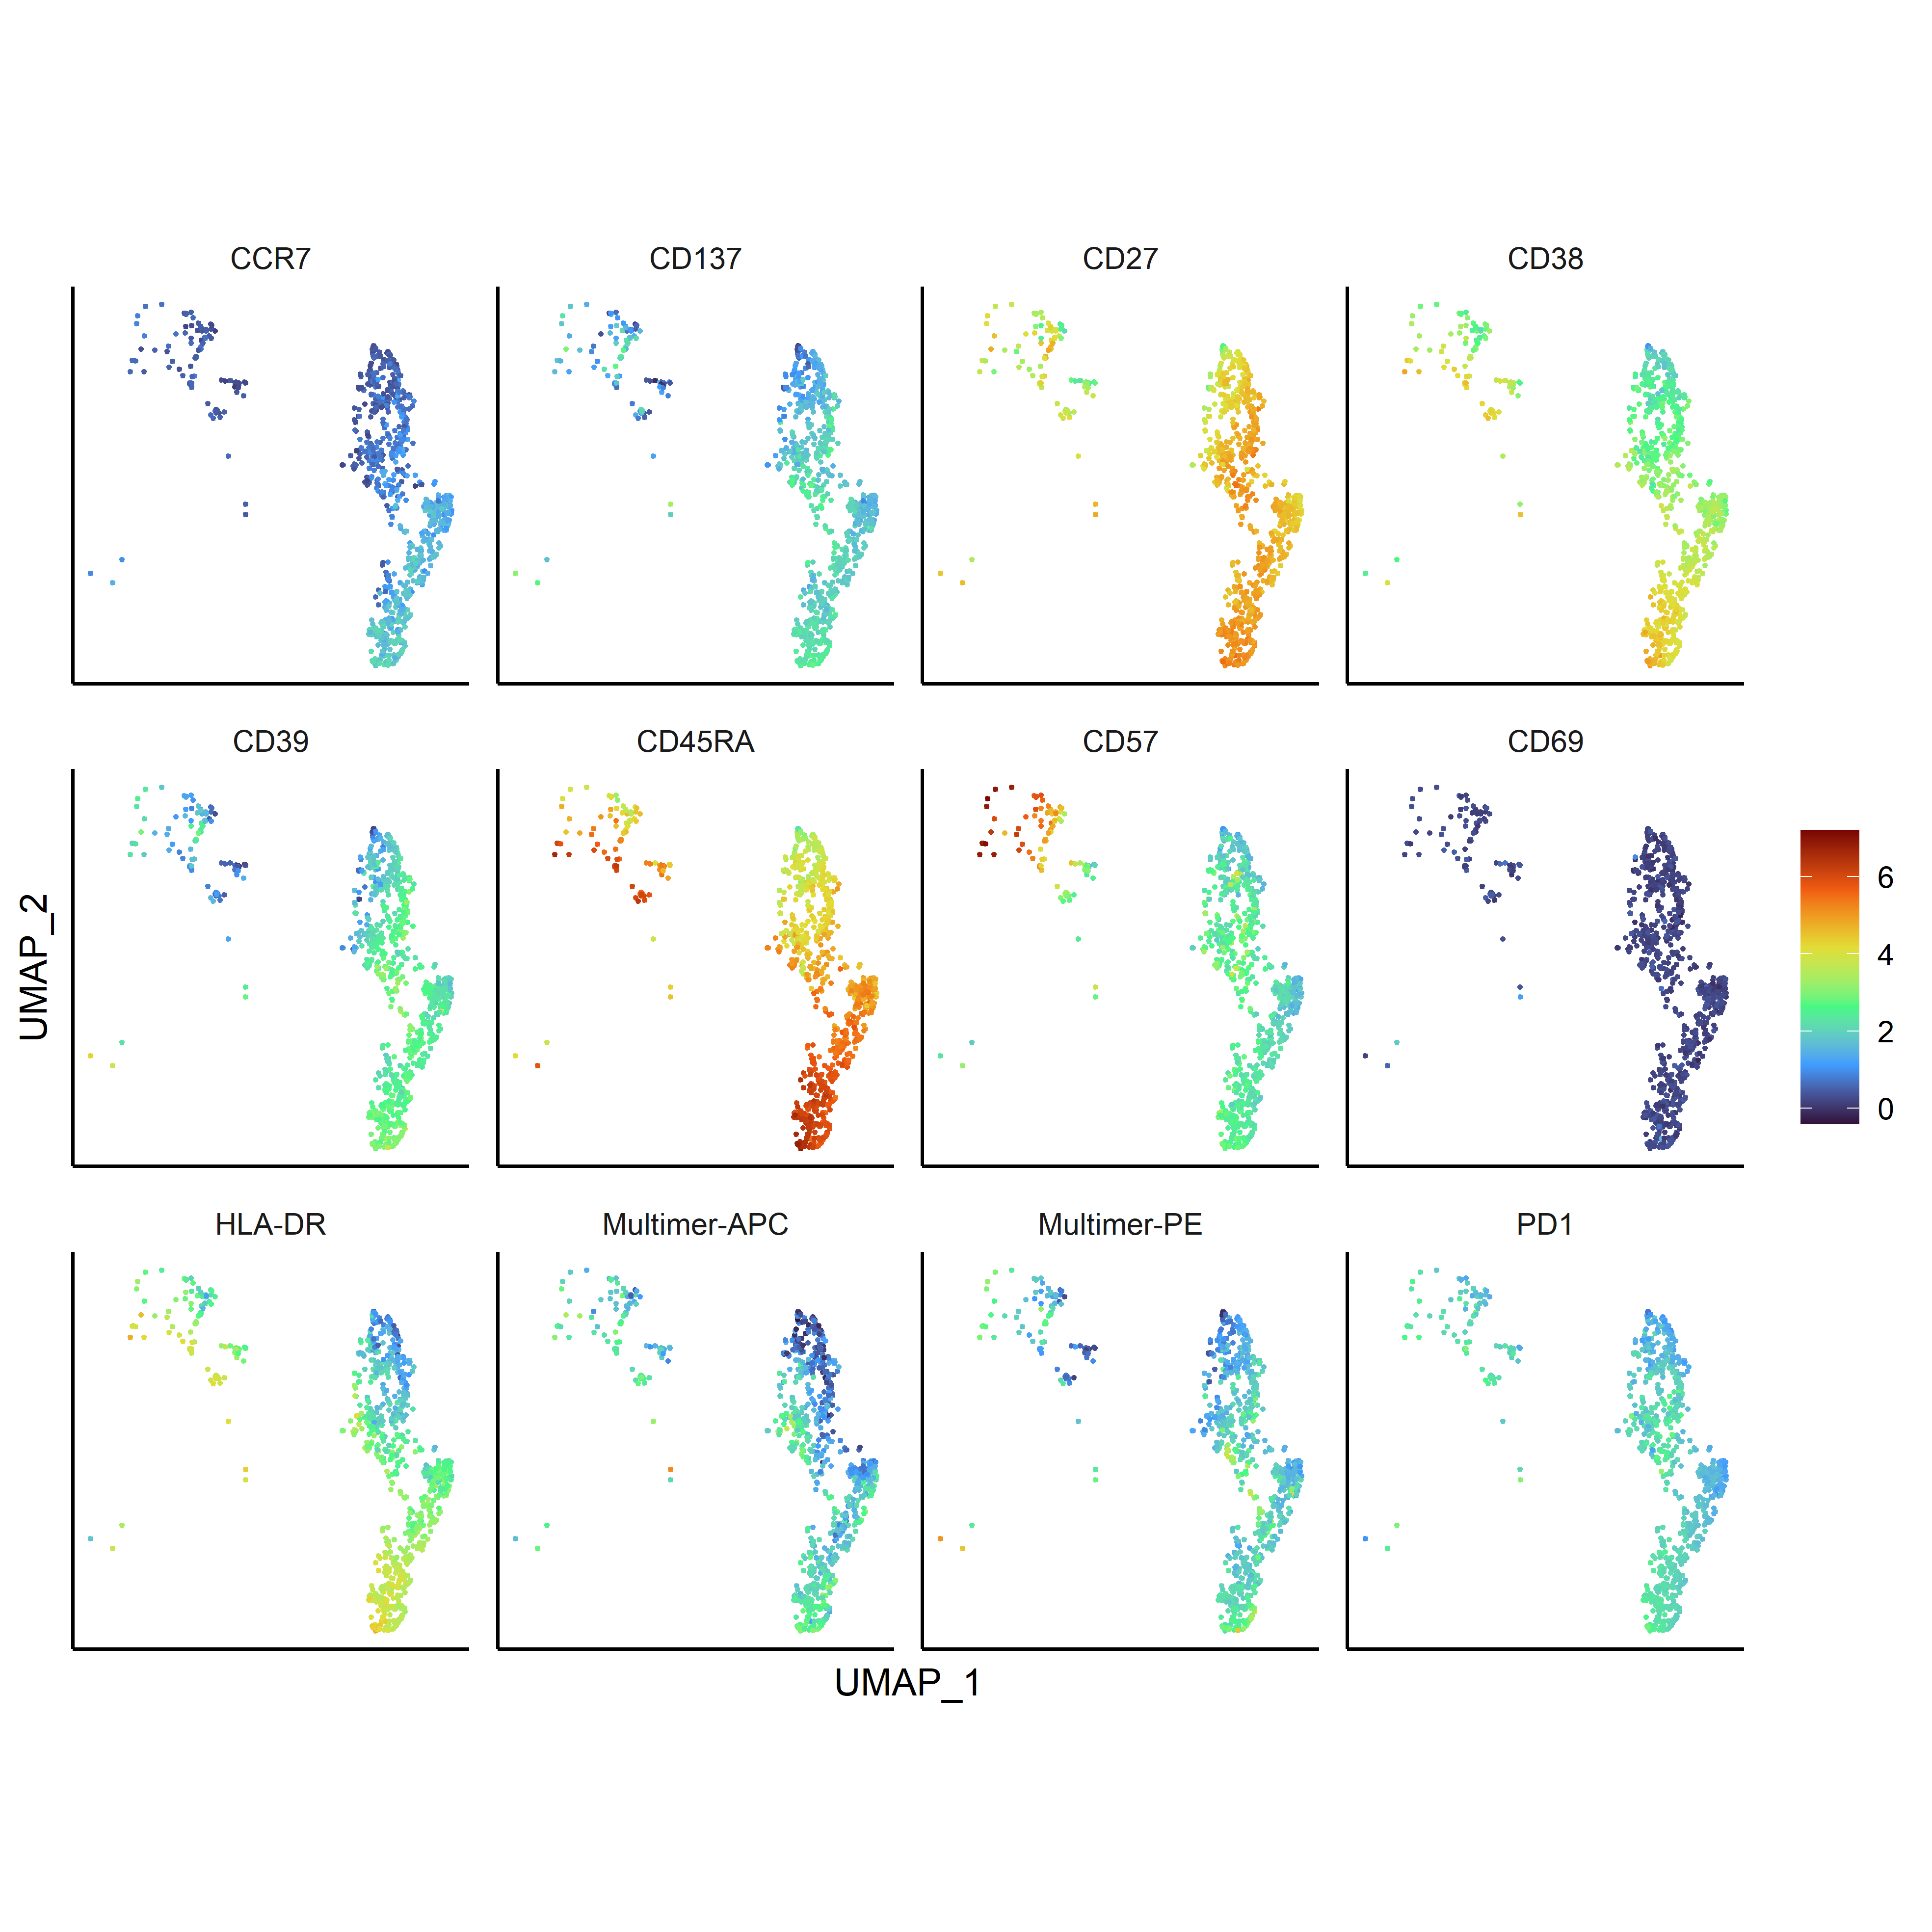 CCR7
CD137
CD27
CD38
CD39
CD45RA
CD57
CD69
HLA-DR
Multimer-APC
Multimer-PE
PD1
UMAP_2
UMAP_1
6
4
2
0